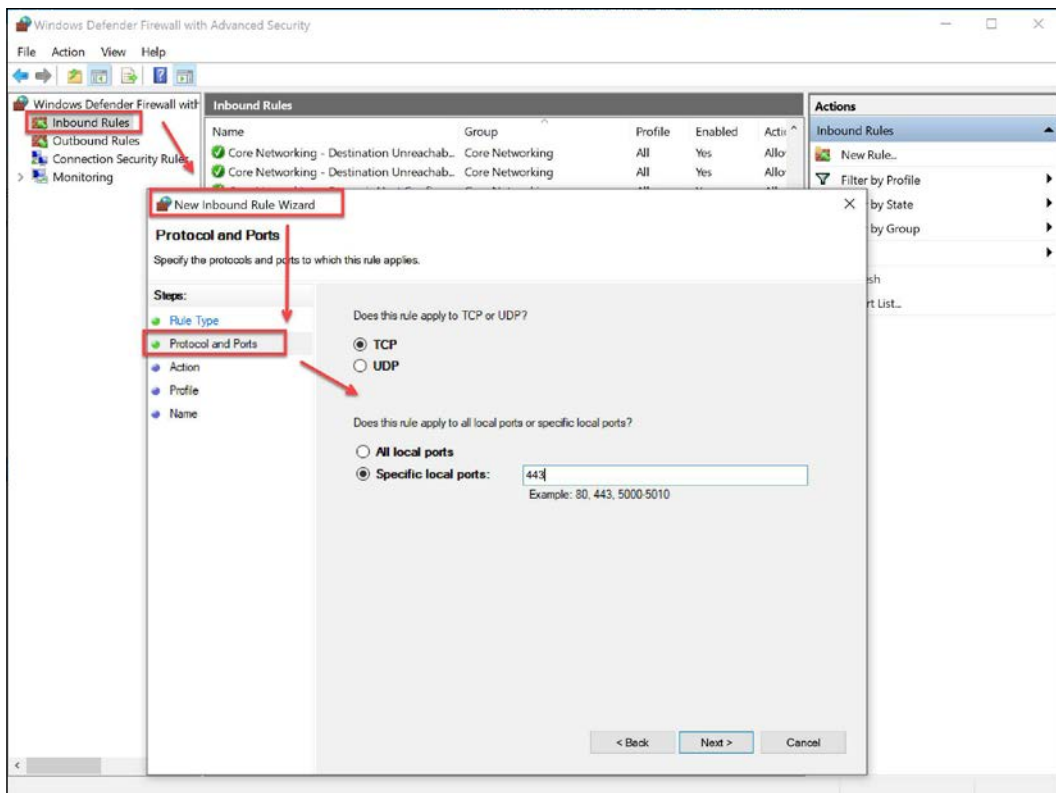 Windows Defender Firewall with Advanced Security
File Action View Help
Windows Defender Firewall with
Inbound Rules
Outbound Rules
Connection Security Rules
Monitoring
Inbound Rules
Name Group Profile Enabled Actio
Core Networking - Destination Unreachab... Core Networking All Yes Allo
Core Networking - Destination Unreachab... Core Networking All Yes Allo
Actions
Inbound Rules
New Rule...
Filter by Profile
by State
by Group
sh
rt List...
New Inbound Rule Wizard
Protocol and Ports
Specify the protocols and ports to which this rule applies.
Steps:
Rule Type
Protocol and Ports
Action
Profile
Name
Does this rule apply to TCP or UDP?
TCP
UDP
Does this rule apply to all local ports or specific local ports?
All local ports
Specific local ports: 443
Example: 80, 443, 5000-5010
< Back Next > Cancel